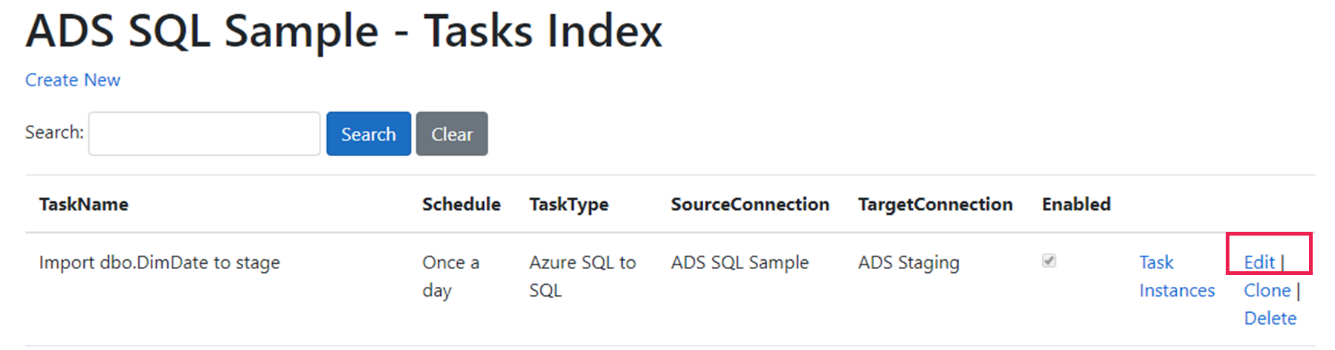 ADS SQL Sample - Tasks Index
Create New
Search:
Search
Clear
TaskName Schedule TaskType SourceConnection TargetConnection Enabled
Import dbo.DimDate to stage Once a Azure SQL to ADS SQL Sample ADS Staging Task Edit |
day SQL Instances Clone |
Delete